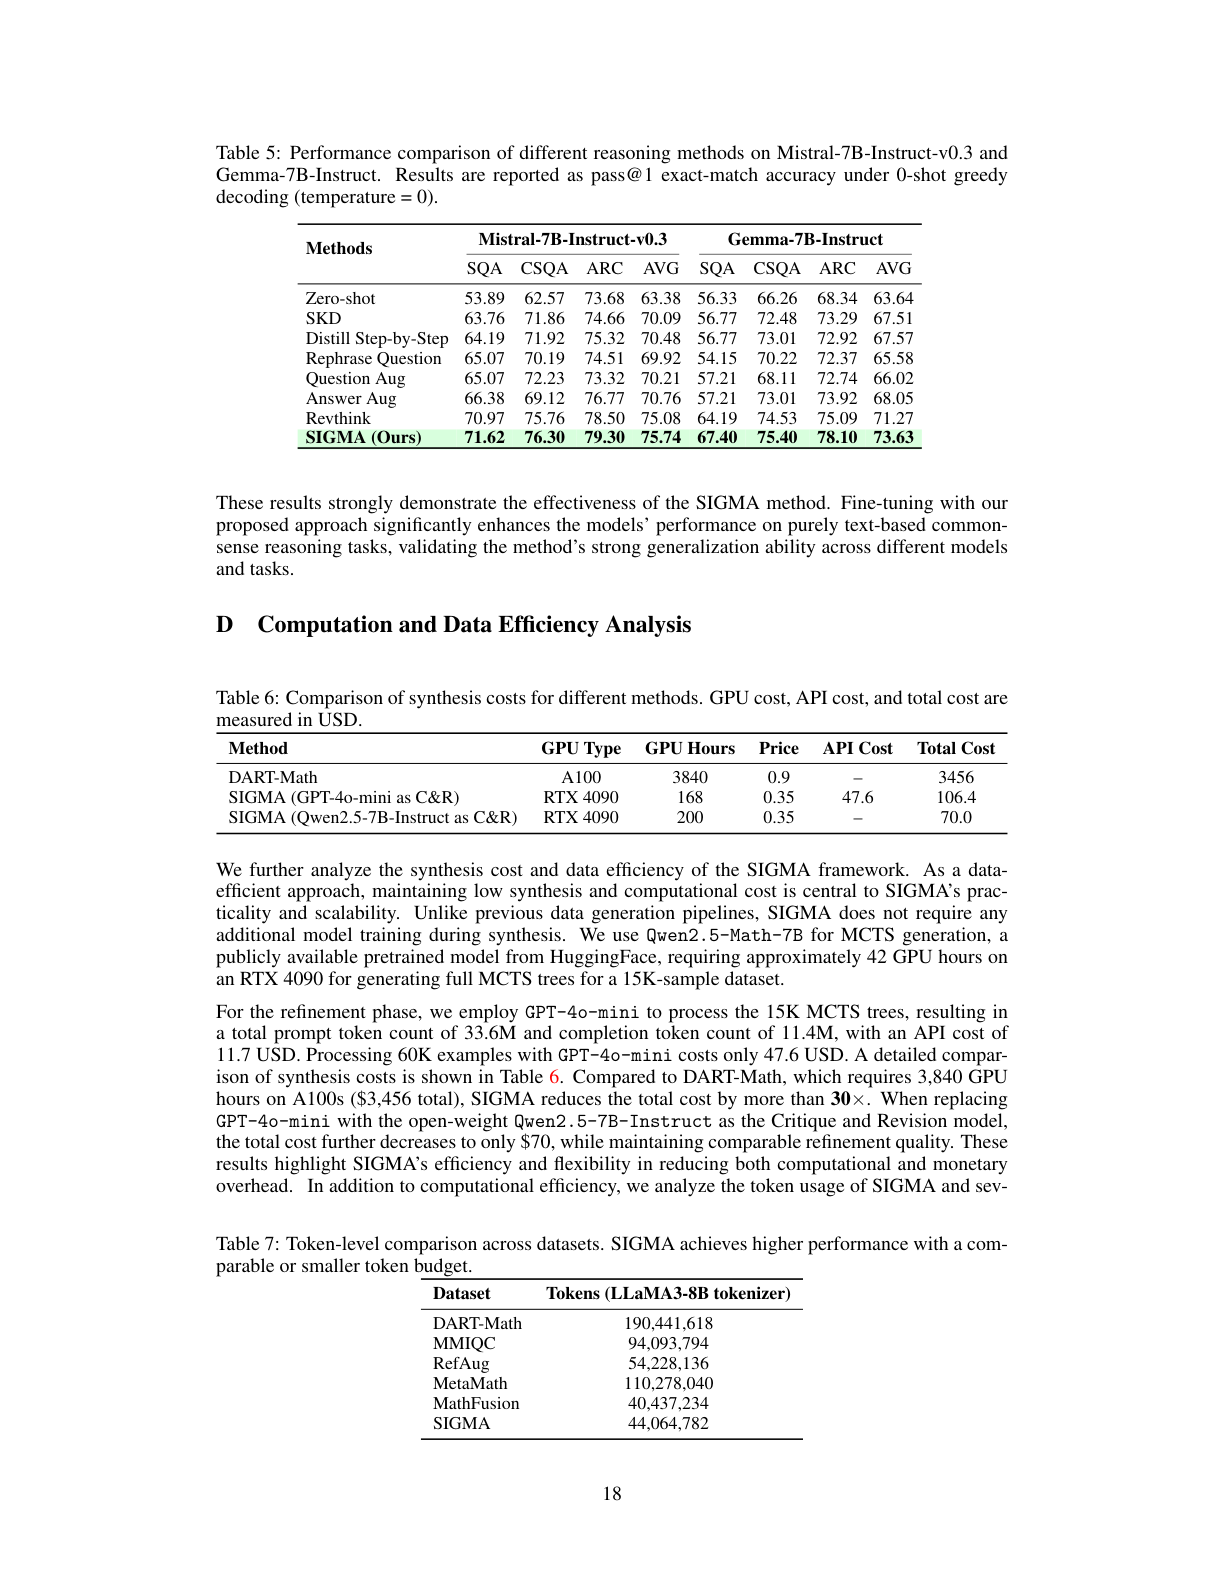 Table 5: Performance comparison of different reasoning methods on Mistral-7B-Instruct-v0.3 and
Gemma-7B-Instruct. Results are reported as pass@1 exact-match accuracy under 0-shot greedy
decoding (temperature = 0).
Methods Mistral-7B-Instruct-v0.3 Gemma-7B-Instruct
SQA CSQA ARC AVG SQA CSQA ARC AVG
Zero-shot 53.89 62.57 73.68 63.38 56.33 66.26 68.34 63.64
SKD 63.76 71.86 74.66 70.09 56.77 72.48 73.29 67.51
Distill Step-by-Step 64.19 71.92 75.32 70.48 56.77 73.01 72.92 67.57
Rephrase Question 65.07 70.19 74.51 69.92 54.15 70.22 72.37 65.58
Question Aug 65.07 72.23 73.32 70.21 57.21 68.11 72.74 66.02
Answer Aug 66.38 69.12 76.77 70.76 57.21 73.01 73.92 68.05
Revthink 70.97 75.76 78.50 75.08 64.19 74.53 75.09 71.27
SIGMA (Ours) 71.62 76.30 79.30 75.74 67.40 75.40 78.10 73.63
These results strongly demonstrate the effectiveness of the SIGMA method. Fine-tuning with our
proposed approach significantly enhances the models' performance on purely text-based common-
sense reasoning tasks, validating the method's strong generalization ability across different models
and tasks.
D Computation and Data Efficiency Analysis
Table 6: Comparison of synthesis costs for different methods. GPU cost, API cost, and total cost are
measured in USD.
Method GPU Type GPU Hours Price API Cost Total Cost
DART-Math A100 3840 0.9 – 3456
SIGMA (GPT-4o-mini as C&R) RTX 4090 168 0.35 47.6 106.4
SIGMA (Qwen2.5-7B-Instruct as C&R) RTX 4090 200 0.35 – 70.0
We further analyze the synthesis cost and data efficiency of the SIGMA framework. As a data-
efficient approach, maintaining low synthesis and computational cost is central to SIGMA's prac-
ticality and scalability. Unlike previous data generation pipelines, SIGMA does not require any
additional model training during synthesis. We use Qwen2.5-Math-7B for MCTS generation, a
publicly available pretrained model from HuggingFace, requiring approximately 42 GPU hours on
an RTX 4090 for generating full MCTS trees for a 15K-sample dataset.
For the refinement phase, we employ GPT-4o-mini to process the 15K MCTS trees, resulting in
a total prompt token count of 33.6M and completion token count of 11.4M, with an API cost of
11.7 USD. Processing 60K examples with GPT-4o-mini costs only 47.6 USD. A detailed compar-
ison of synthesis costs is shown in Table 6. Compared to DART-Math, which requires 3,840 GPU
hours on A100s ($3,456 total), SIGMA reduces the total cost by more than 30×. When replacing
GPT-4o-mini with the open-weight Qwen2.5-7B-Instruct as the Critique and Revision model,
the total cost further decreases to only $70, while maintaining comparable refinement quality. These
results highlight SIGMA's efficiency and flexibility in reducing both computational and monetary
overhead. In addition to computational efficiency, we analyze the token usage of SIGMA and sev-
Table 7: Token-level comparison across datasets. SIGMA achieves higher performance with a com-
parable or smaller token budget.
Dataset Tokens (LLaMA3-8B tokenizer)
DART-Math 190,441,618
MMIQC 94,093,794
RefAug 54,228,136
MetaMath 110,278,040
MathFusion 40,437,234
SIGMA 44,064,782
18